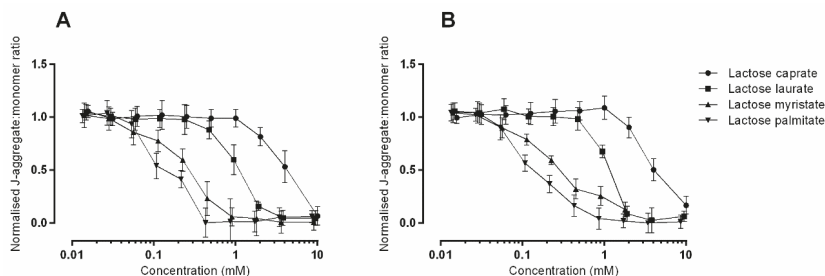 A
B
Normalised J-aggregate:monomer ratio
1.5
1.0
0.5
0.0
0.01
0.1
1
10
Concentration (mM)
Normalised J-aggregate:monomer ratio
1.5
1.0
0.5
0.0
0.01
0.1
1
10
Concentration (mM)
Lactose caprate
Lactose laurate
Lactose myristate
Lactose palmitate